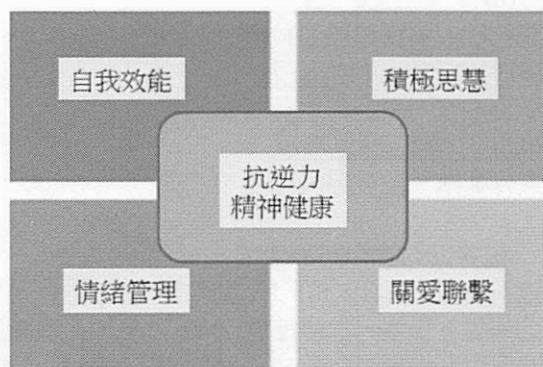 自我效能
積極思慧
抗逆力
精神健康
情緒管理
關愛聯繫